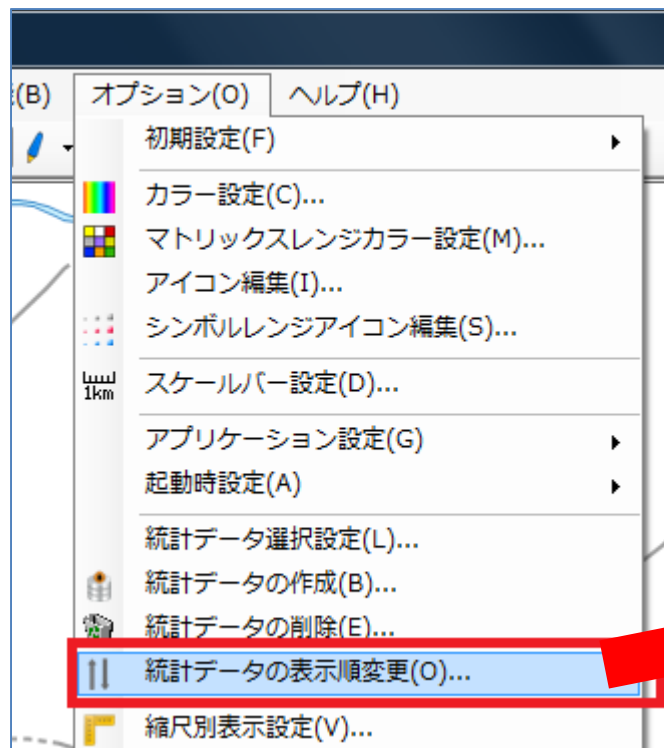 (B) オプション(O) ヘルプ(H)
初期設定(F)
カラー設定(C)...
マトリックスレンジカラー設定(M)...
アイコン編集(I)...
シンボルレンジアイコン編集(S)...
1km スケールバー設定(D)...
アプリケーション設定(G)
起動時設定(A)
統計データ選択設定(L)...
統計データの作成(B)...
統計データの削除(E)...
統計データの表示順変更(O)...
縮尺別表示設定(V)...